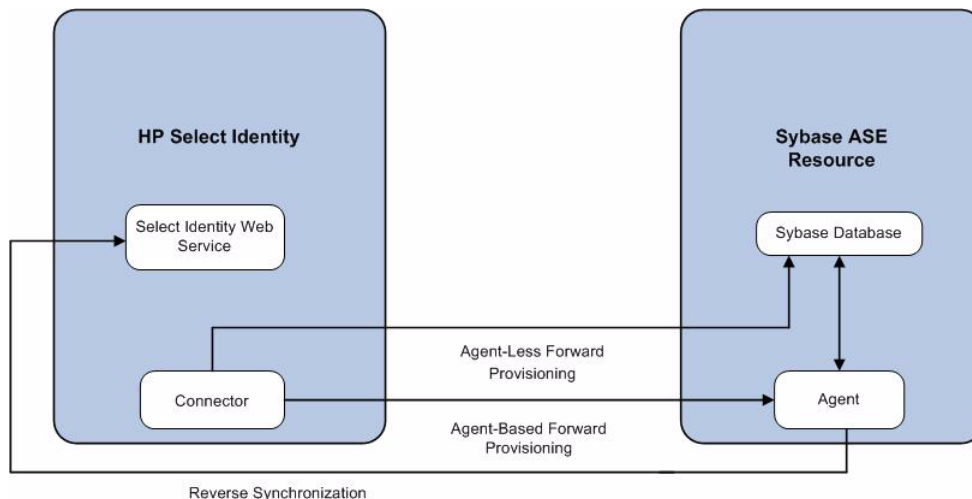 HP Select Identity
Sybase ASE
Resource
Select Identity Web
Service
Sybase Database
Agent-Less Forward
Provisioning
Connector
Agent
Agent-Based Forward
Provisioning
Reverse Synchronization